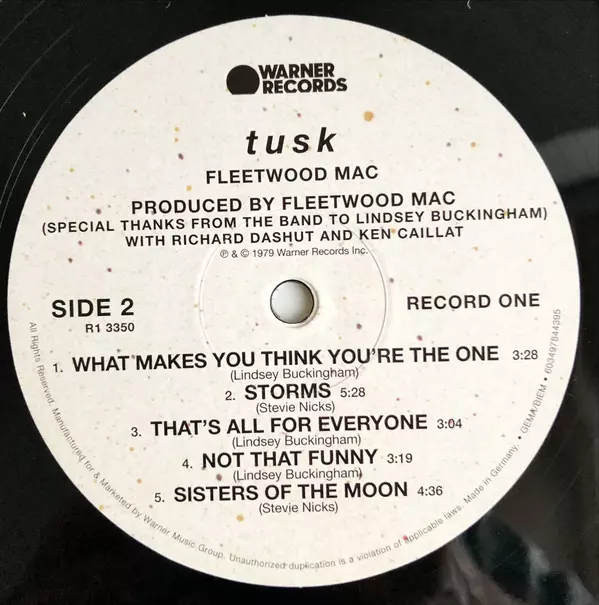 WARNER
RECORDS
tusk
FLEETWOOD MAC
PRODUCED BY FLEETWOOD MAC
(SPECIAL THANKS FROM THE BAND TO LINDSEY BUCKINGHAM)
WITH RICHARD DASHUT AND KEN CAILLAT
℗ & © 1979 Warner Records Inc.
SIDE 2
R1 3350
RECORD ONE
1. WHAT MAKES YOU THINK YOU'RE THE ONE 3:28
(Lindsey Buckingham)
2. STORMS 5:28
(Stevie Nicks)
3. THAT'S ALL FOR EVERYONE 3:04
(Lindsey Buckingham)
4. NOT THAT FUNNY 3:19
(Lindsey Buckingham)
5. SISTERS OF THE MOON 4:36
(Stevie Nicks)
All Rights Reserved. Manufactured for & Marketed by Warner Music Group. Unauthorized duplication is a violation of applicable laws. Made in Germany. • GEMA/BIEM • 603497844395